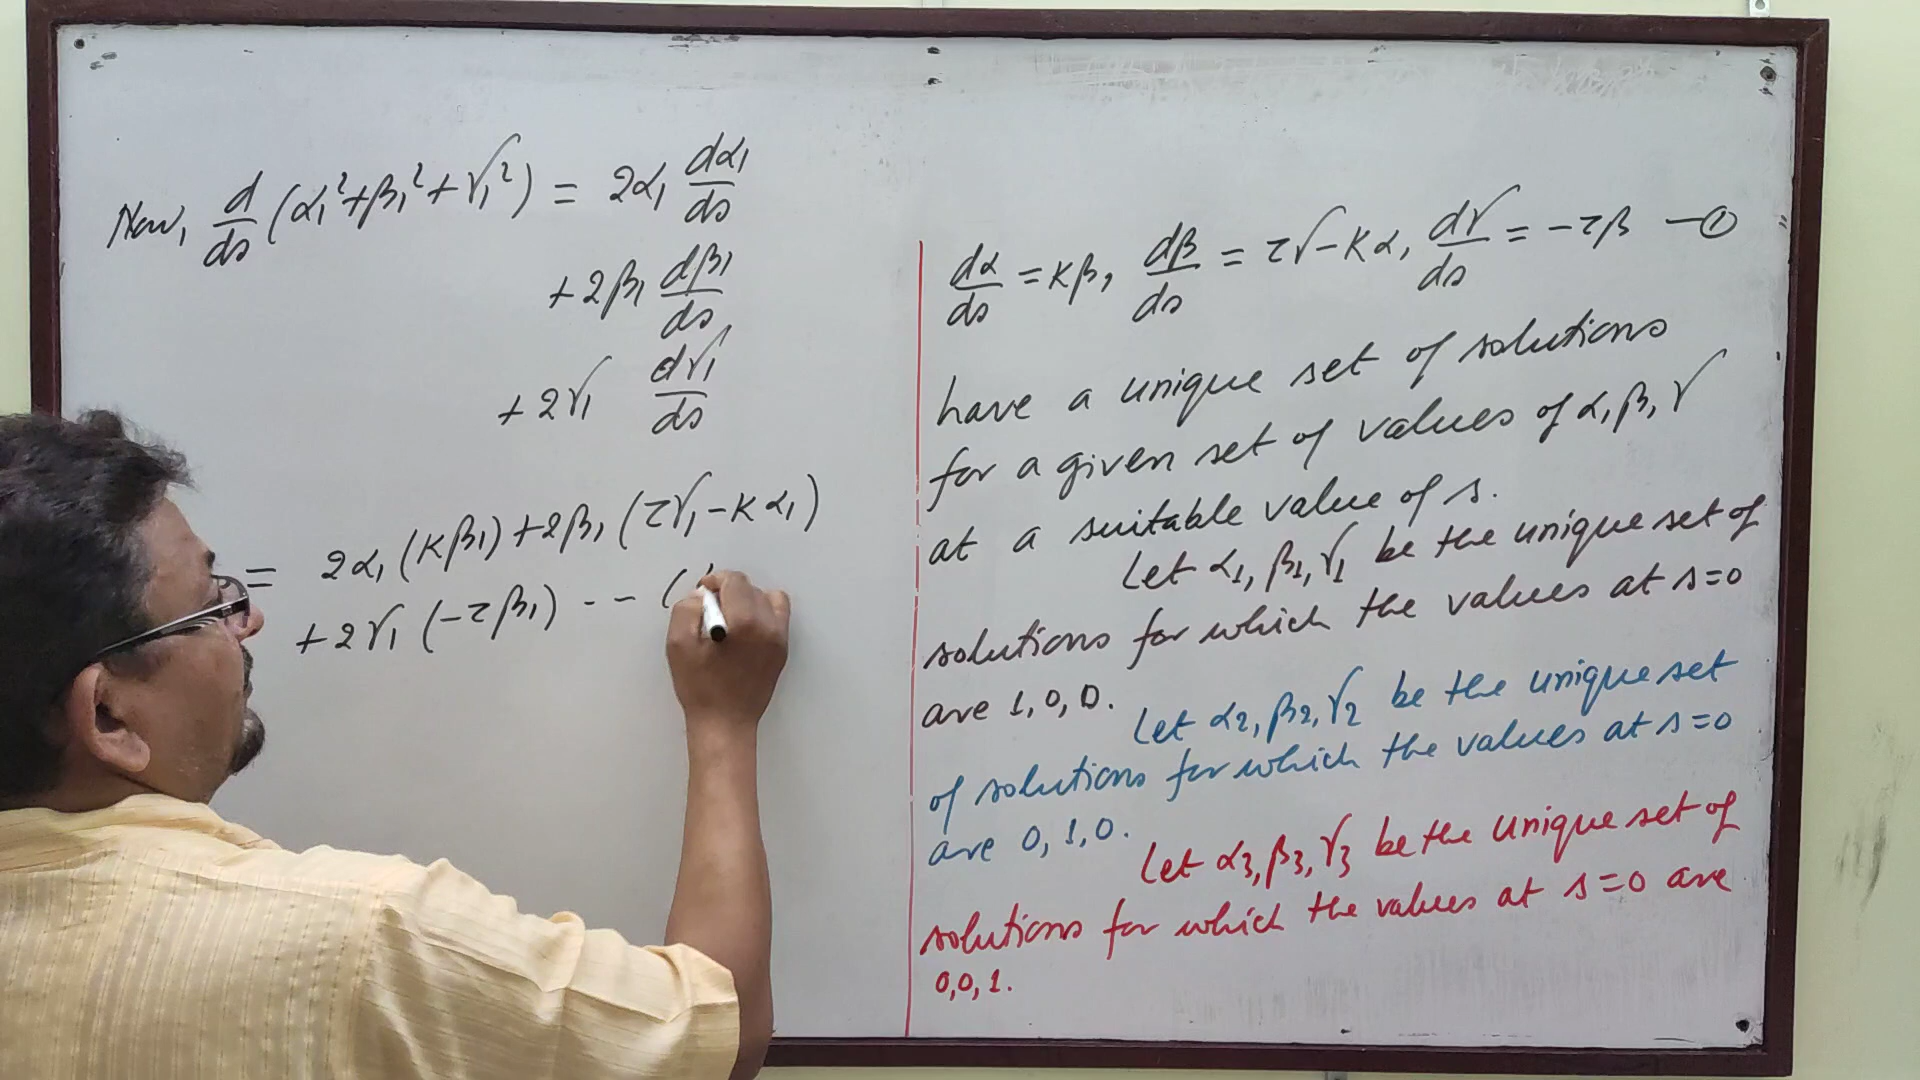 Now, d/ds (α₁²+β₁²+γ₁²) = 2α₁ dα₁/ds
+2β₁ dβ₁/ds
+2γ₁ dγ₁/ds
= 2α₁(κβ₁)+2β₁(τγ₁-κα₁)
+2γ₁(-τβ₁) --- (
dα/ds = κβ, dβ/ds = τγ-κα, dγ/ds = -τβ —①
have a unique set of solutions
for a given set of values of α, β, γ
at a suitable value of s.
Let α₁, β₁, γ₁ be the unique set of
solutions for which the values at s=0
are 1, 0, 0.
Let α₂, β₂, γ₂ be the unique set
of solutions for which the values at s=0
are 0, 1, 0.
Let α₃, β₃, γ₃ be the unique set of
solutions for which the values at s=0 are
0,0,1.